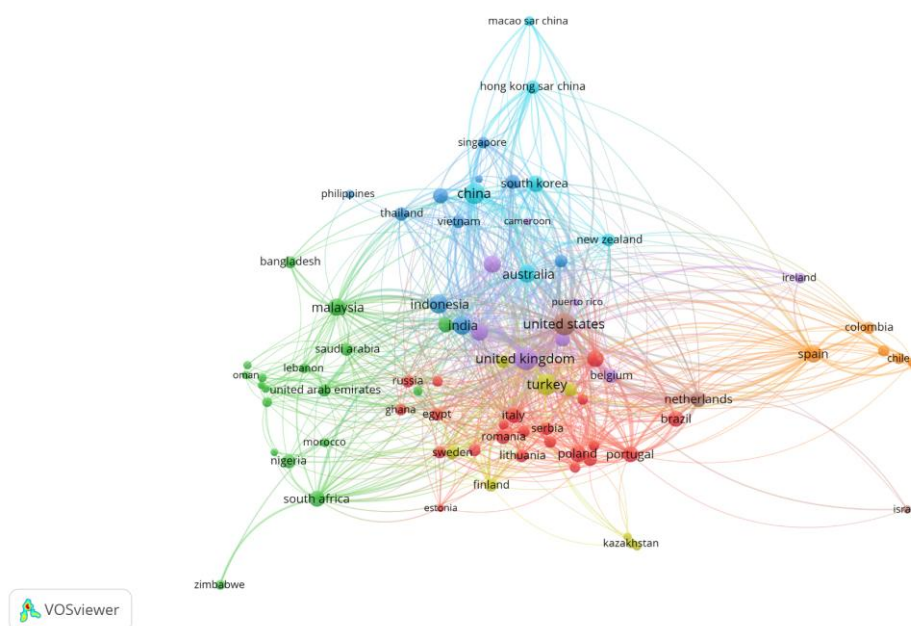 macao sar china
hong kong sar china
singapore
philippines
china
south korea
thailand
vietnam
cameroon
new zealand
bangladesh
australia
ireland
malaysia
indonesia
puerto rico
india
united states
colombia
saudi arabia
spain
chile
lebanon
united kingdom
oman
russia
turkey
belgium
united arab emirates
netherlands
ghana
egypt
italy
brazil
serbia
morocco
romania
nigeria
sweden
lithuania
poland
portugal
finland
south africa
estonia
isra
kazakhstan
zimbabwe
VOSviewer